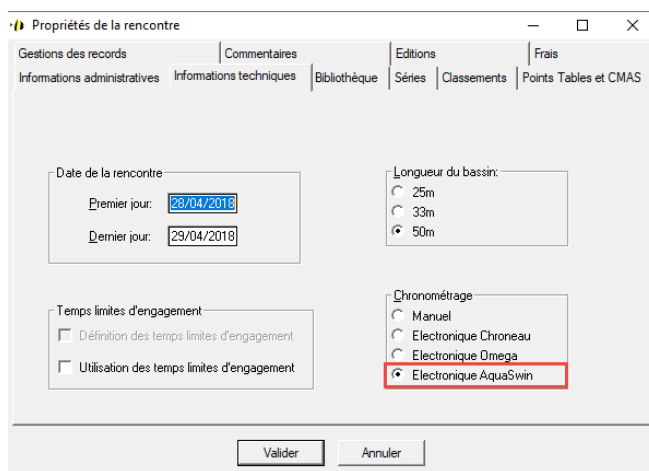 Propriétés de la rencontre
Gestions des records Commentaires Editions Frais
Informations administratives Informations techniques Bibliothèque Séries Classements Points Tables et CMAS
Date de la rencontre
Premier jour: 28/04/2018
Dernier jour: 29/04/2018
Longueur du bassin:
25m
33m
50m
Temps limites d'engagement
Définition des temps limites d'engagement
Utilisation des temps limites d'engagement
Chronométrage
Manuel
Electronique Chroneau
Electronique Omega
Electronique AquaSwin
Valider Annuler